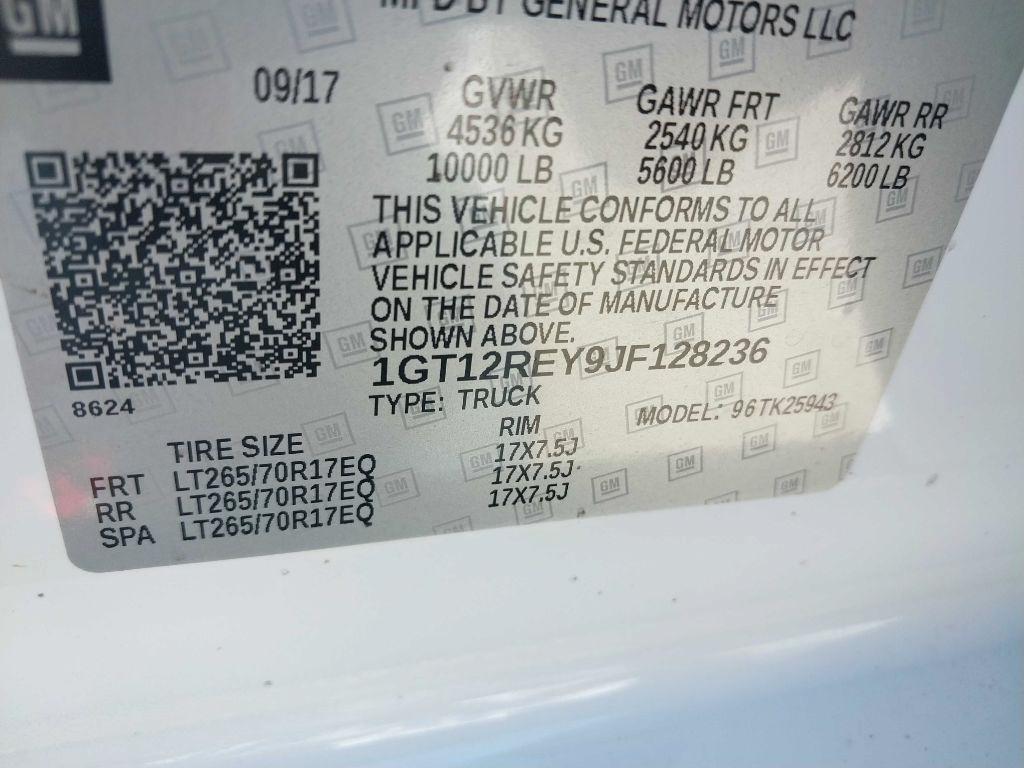 GM
MFD BY GENERAL MOTORS LLC
09/17 GVWR GAWR FRT GAWR RR
4536 KG 2540 KG 2812 KG
10000 LB 5600 LB 6200 LB
THIS VEHICLE CONFORMS TO ALL
APPLICABLE U.S. FEDERAL MOTOR
VEHICLE SAFETY STANDARDS IN EFFECT
ON THE DATE OF MANUFACTURE
SHOWN ABOVE.
1GT12REY9JF128236
8624
TYPE: TRUCK MODEL: 96TK25943
TIRE SIZE RIM
FRT LT265/70R17EQ 17X7.5J
RR LT265/70R17EQ 17X7.5J
SPA LT265/70R17EQ 17X7.5J